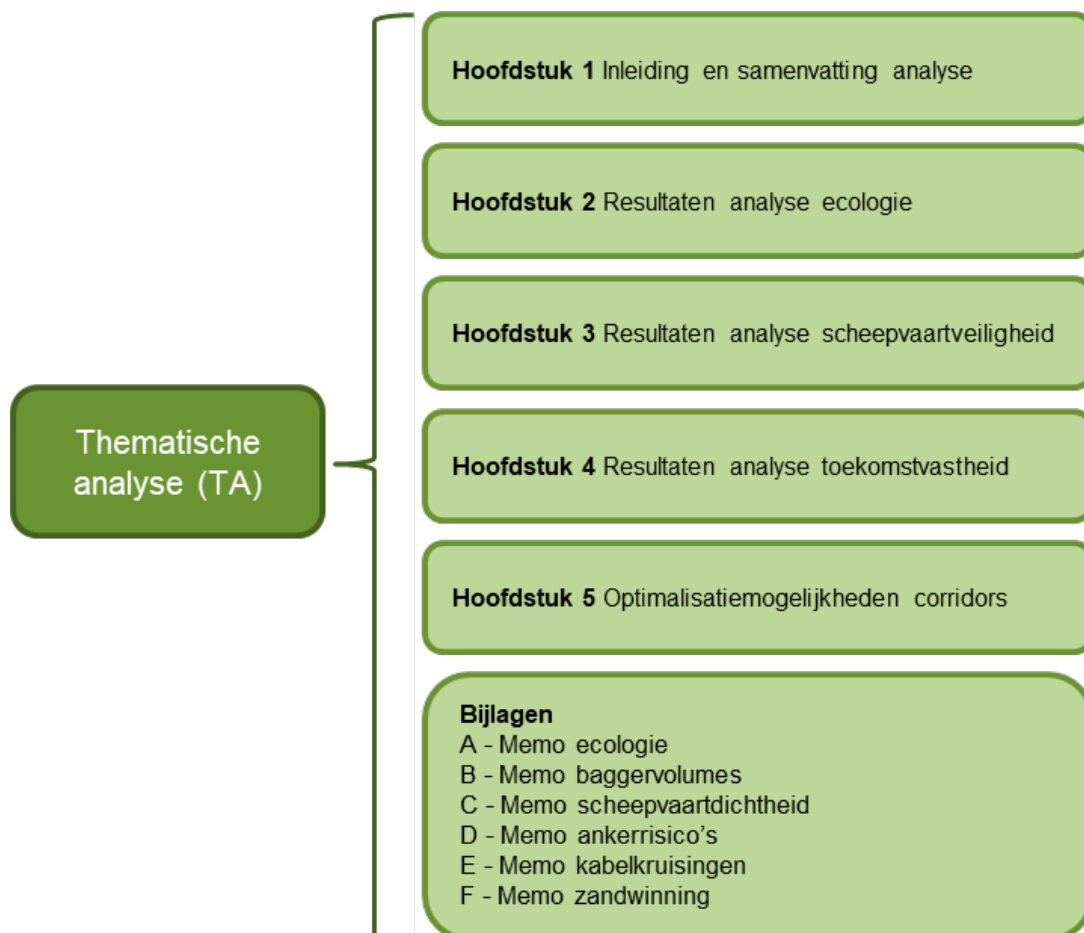 Thematische
analyse (TA)
Hoofdstuk 1 Inleiding en samenvatting analyse
Hoofdstuk 2 Resultaten analyse ecologie
Hoofdstuk 3 Resultaten analyse scheepvaartveiligheid
Hoofdstuk 4 Resultaten analyse toekomstvastheid
Hoofdstuk 5 Optimalisatiemogelijkheden corridors
Bijlagen
A - Memo ecologie
B - Memo baggervolumes
C - Memo scheepvaartdichtheid
D - Memo ankerrisico’s
E - Memo kabelkruisingen
F - Memo zandwinning